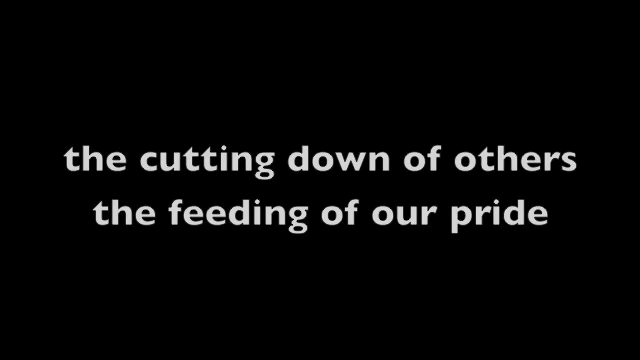 the cutting down of others
the feeding of our pride